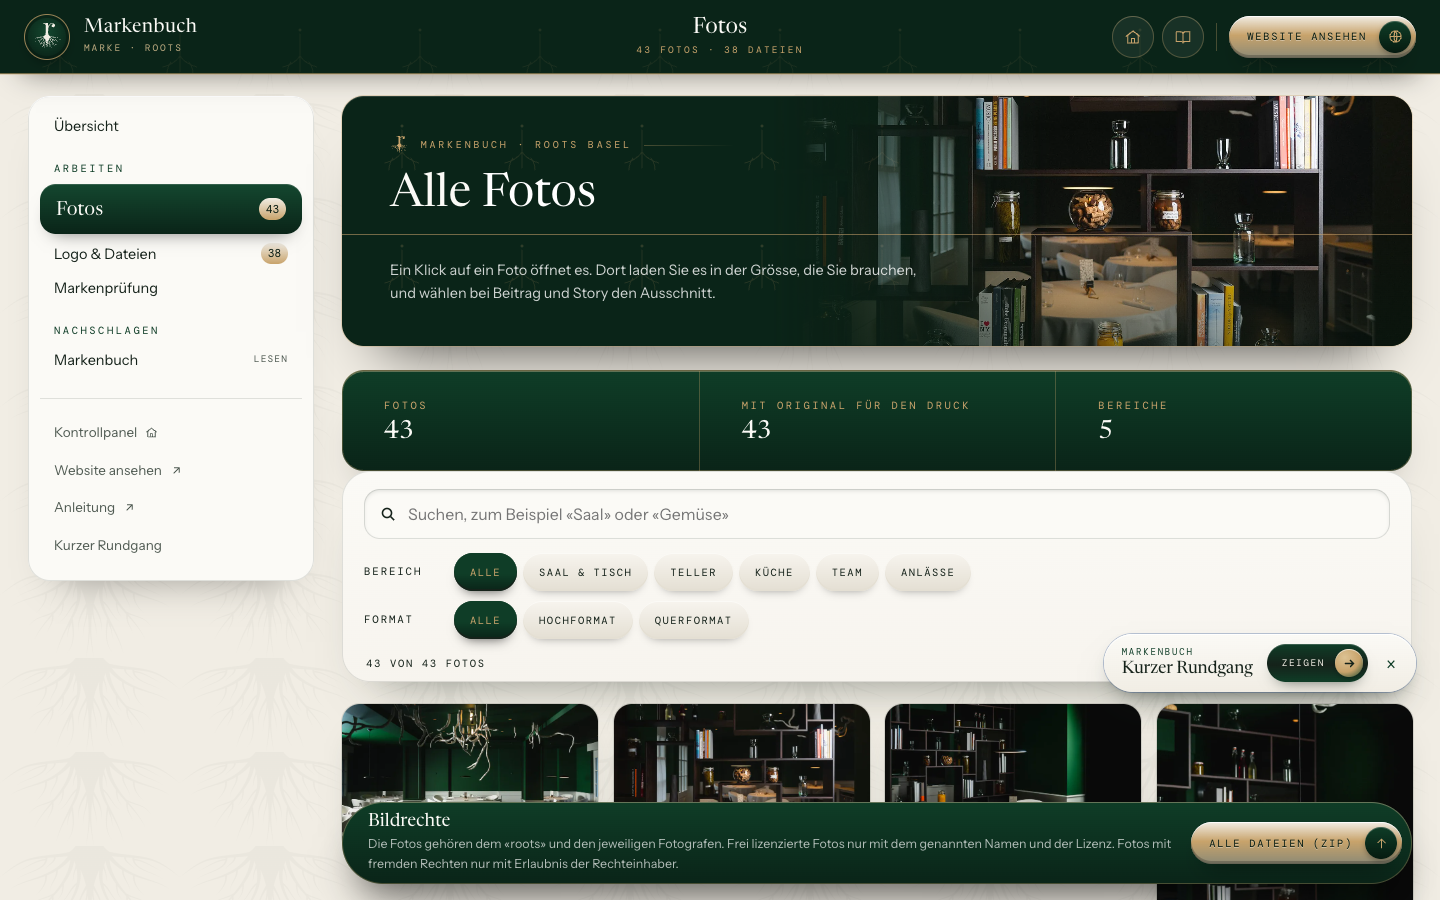 Markenbuch
MARKE · ROOTS
Fotos
43 FOTOS · 38 DATEIEN
WEBSITE ANSEHEN
Übersicht
ARBEITEN
Fotos 43
Logo & Dateien 38
Markenprüfung
NACHSCHLAGEN
Markenbuch LESEN
Kontrollpanel
Website ansehen
Anleitung
Kurzer Rundgang
MARKENBUCH · ROOTS BASEL
Alle Fotos
Ein Klick auf ein Foto öffnet es. Dort laden Sie es in der Grösse, die Sie brauchen,
und wählen bei Beitrag und Story den Ausschnitt.
FOTOS
43
MIT ORIGINAL FÜR DEN DRUCK
43
BEREICHE
5
Suchen, zum Beispiel «Saal» oder «Gemüse»
BEREICH ALLE SAAL & TISCH TELLER KÜCHE TEAM ANLÄSSE
FORMAT ALLE HOCHFORMAT QUERFORMAT
43 VON 43 FOTOS
MARKENBUCH
Kurzer Rundgang
ZEIGEN
Bildrechte
Die Fotos gehören dem «roots» und den jeweiligen Fotografen. Frei lizenzierte Fotos nur mit dem genannten Namen und der Lizenz. Fotos mit
fremden Rechten nur mit Erlaubnis der Rechteinhaber.
ALLE DATEIEN (ZIP)